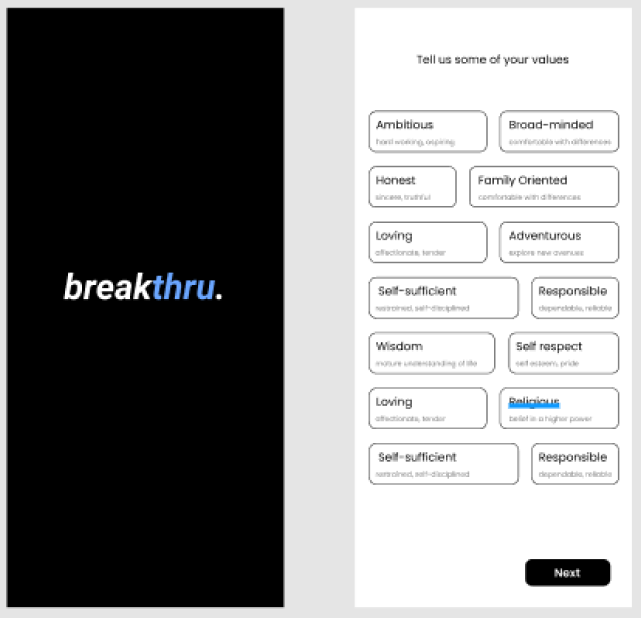 breakthru.
Tell us some of your values
Ambitious
hard working, aspiring
Broad-minded
comfortable with differences
Honest
sincere, truthful
Family Oriented
comfortable with differences
Loving
affectionate, tender
Adventurous
explore new avenues
Self-sufficient
restrained, self-disciplined
Responsible
dependable, reliable
Wisdom
mature understanding of life
Self respect
self esteem, pride
Loving
affectionate, tender
Religious
belief in a higher power
Self-sufficient
restrained, self-disciplined
Responsible
dependable, reliable
Next